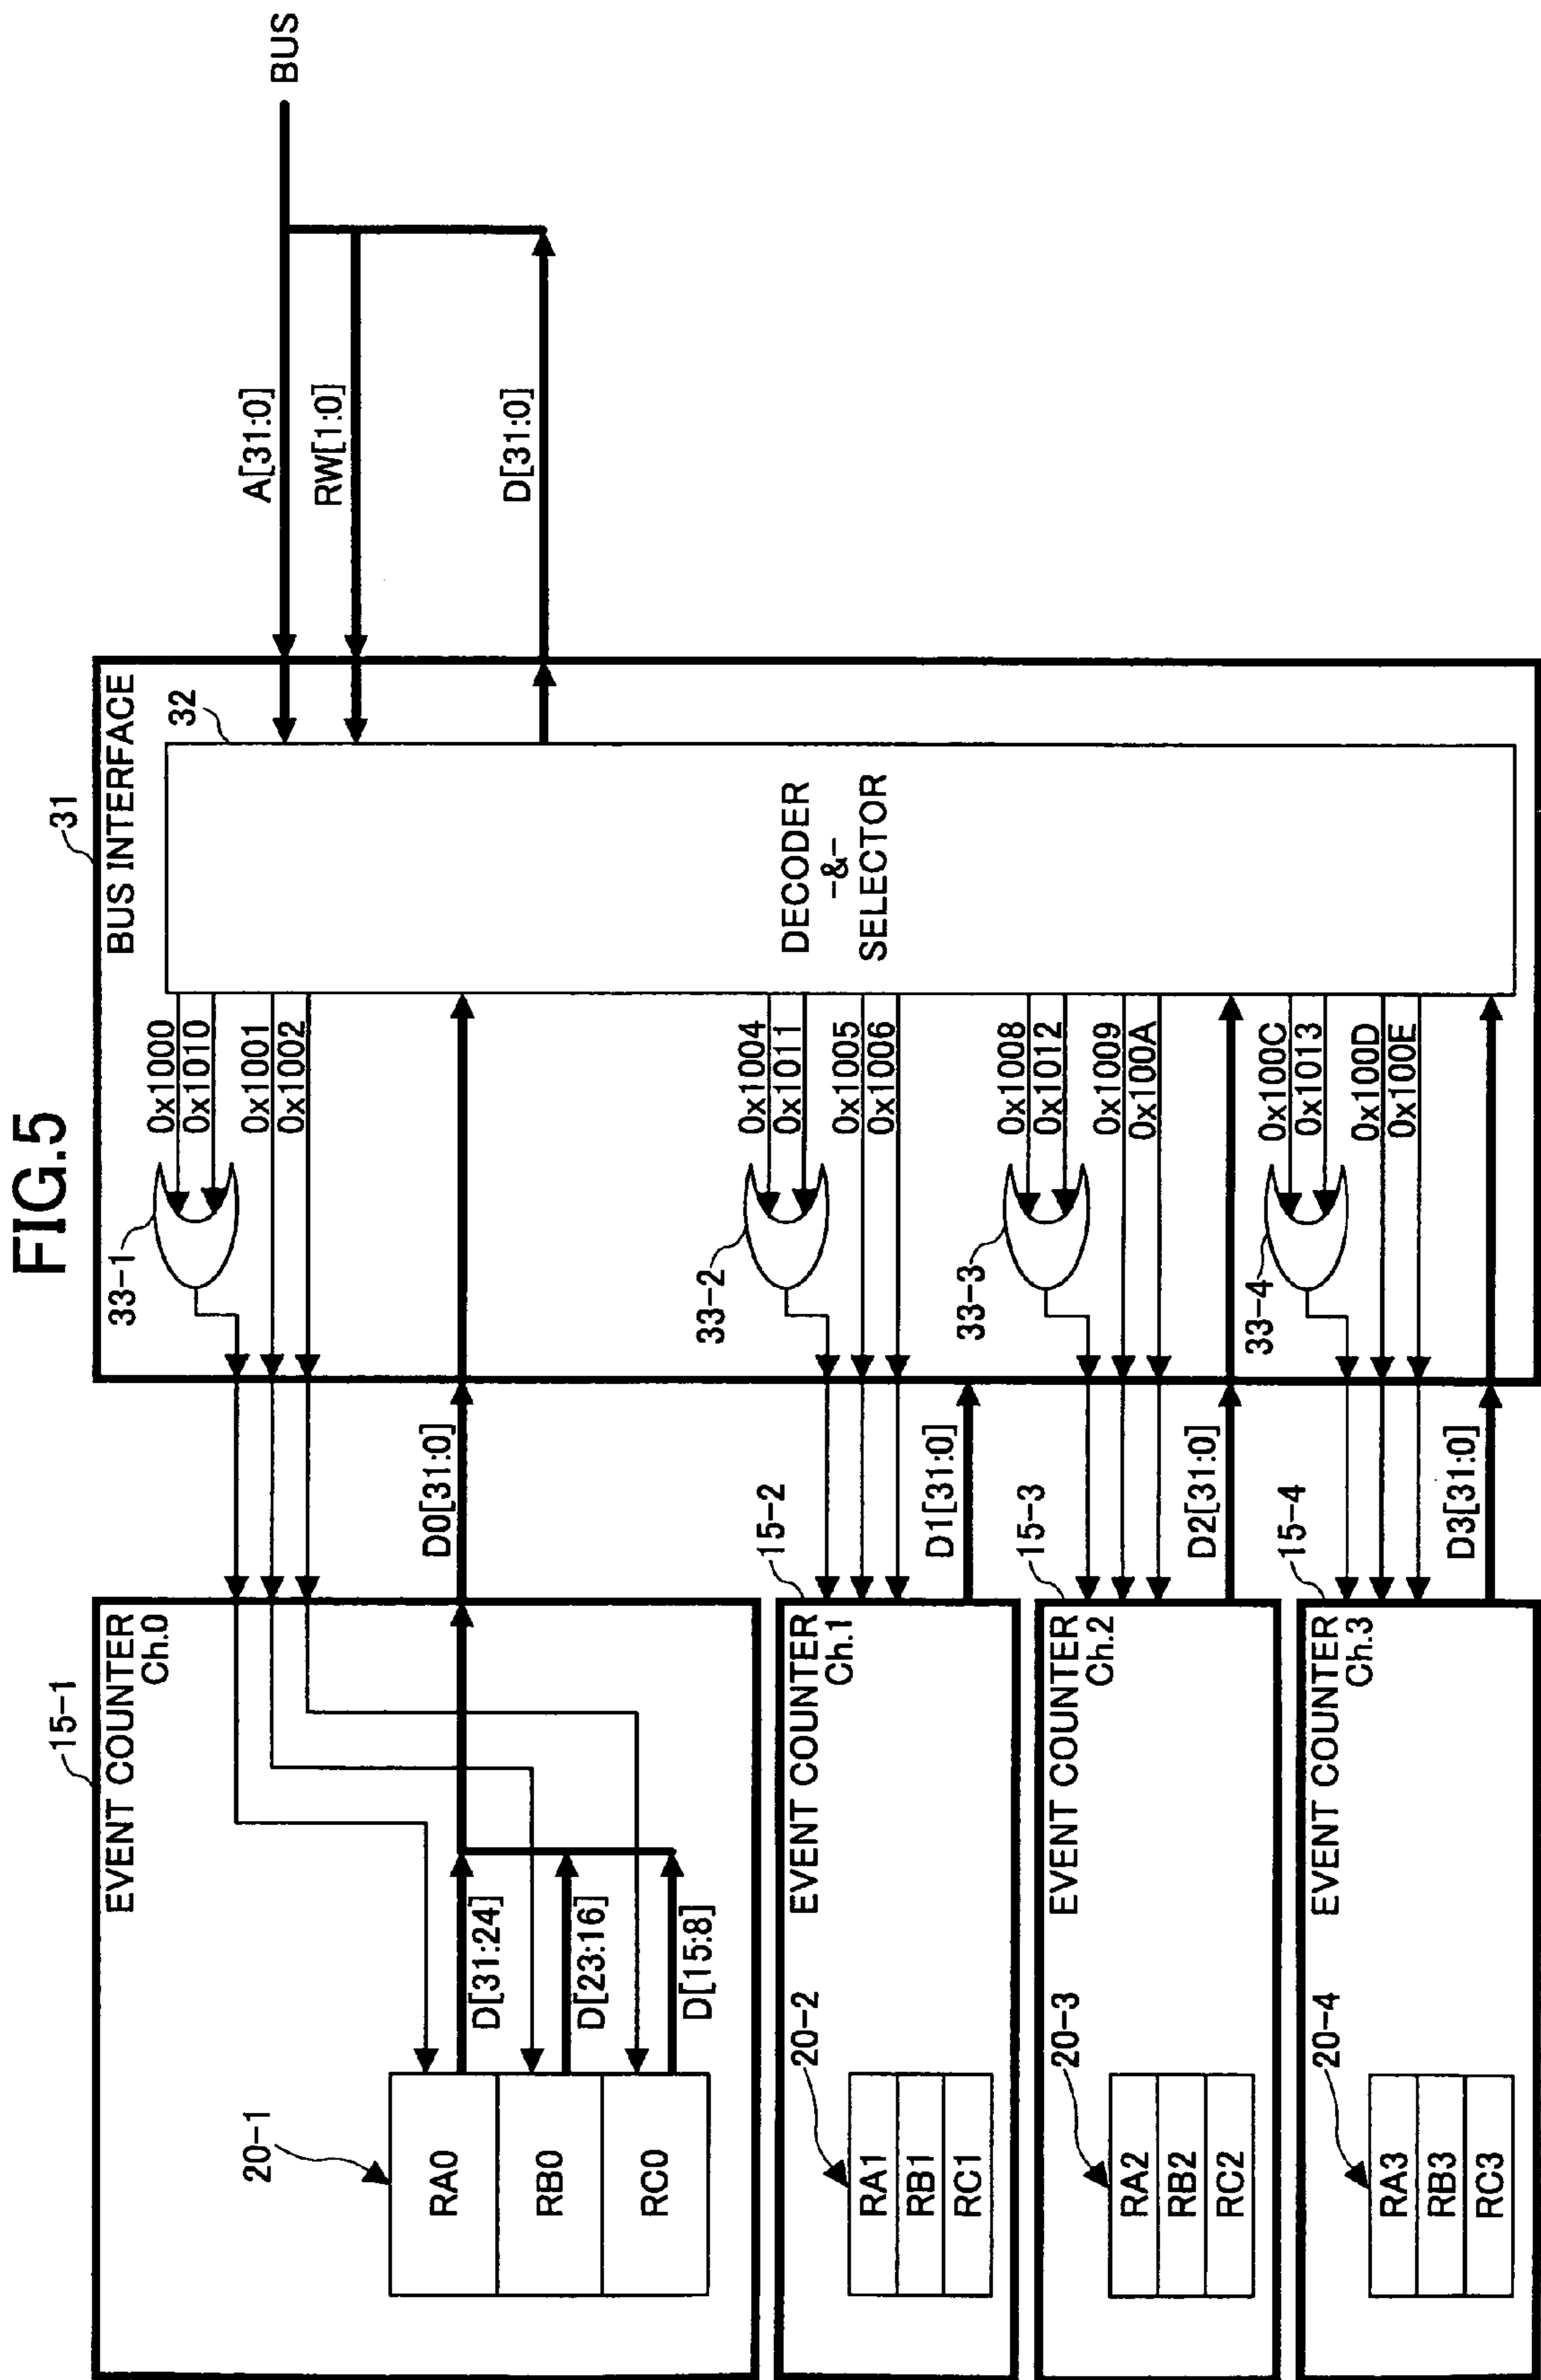 FIG.5
15-1
EVENT COUNTER
Ch.0
20-1
RA0
RB0
RC0
D[31:24]
D[23:16]
D[15:8]
D0[31:0]
15-2
EVENT COUNTER
Ch.1
20-2
RA1
RB1
RC1
D1[31:0]
15-3
EVENT COUNTER
Ch.2
20-3
RA2
RB2
RC2
D2[31:0]
15-4
EVENT COUNTER
Ch.3
20-4
RA3
RB3
RC3
D3[31:0]
31
BUS INTERFACE
33-1
0x1000
0x1010
0x1001
0x1002
33-2
0x1004
0x1011
0x1005
0x1006
33-3
0x1008
0x1012
0x1009
0x100A
33-4
0x100C
0x1013
0x100D
0x100E
32
DECODER
-&-
SELECTOR
A[31:0]
RW[1:0]
D[31:0]
BUS